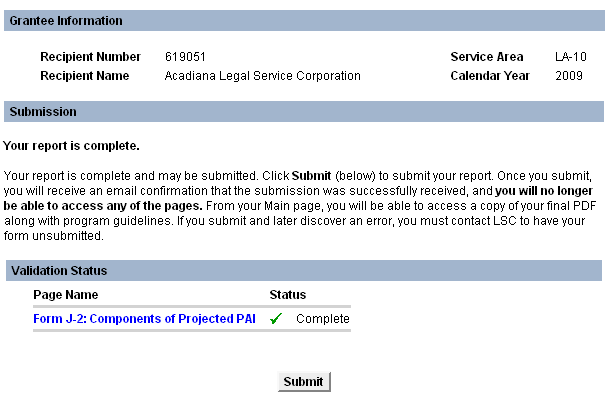 Grantee Information
Recipient Number 619051 Service Area LA-10
Recipient Name Acadiana Legal Service Corporation Calendar Year 2009
Submission
Your report is complete.
Your report is complete and may be submitted. Click Submit (below) to submit your report. Once you submit,
you will receive an email confirmation that the submission was successfully received, and you will no longer
be able to access any of the pages. From your Main page, you will be able to access a copy of your final PDF
along with program guidelines. If you submit and later discover an error, you must contact LSC to have your
form unsubmitted.
Validation Status
Page Name Status
Form J-2: Components of Projected PAI Complete
Submit